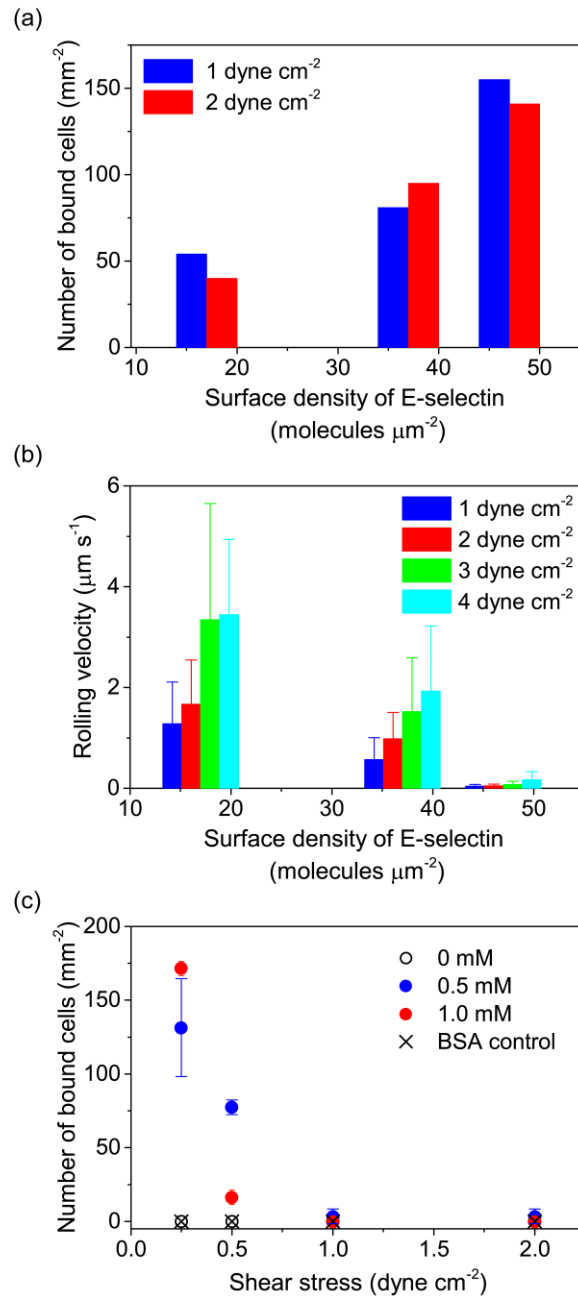 (a)
Number of bound cells (mm⁻²)
150
100
50
0
1 dyne cm⁻²
2 dyne cm⁻²
10 20 30 40 50
Surface density of E-selectin
(molecules μm⁻²)
(b)
Rolling velocity (μm s⁻¹)
6
4
2
0
1 dyne cm⁻²
2 dyne cm⁻²
3 dyne cm⁻²
4 dyne cm⁻²
10 20 30 40 50
Surface density of E-selectin
(molecules μm⁻²)
(c)
Number of bound cells (mm⁻²)
200
150
100
50
0
0 mM
0.5 mM
1.0 mM
BSA control
0.0 0.5 1.0 1.5 2.0
Shear stress (dyne cm⁻²)